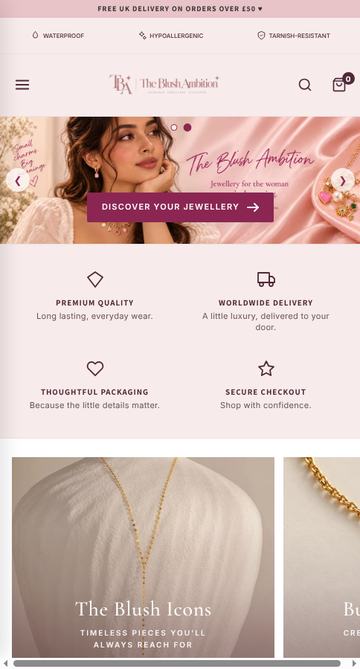 FREE UK DELIVERY ON ORDERS OVER £50 ♥
WATERPROOF
HYPOALLERGENIC
TARNISH-RESISTANT
TBA The Blush Ambition
0
Small
charms
Big
The Blush Ambition
Jewellery for the woman
DISCOVER YOUR JEWELLERY →
PREMIUM QUALITY
Long lasting, everyday wear.
WORLDWIDE DELIVERY
A little luxury, delivered to your
door.
THOUGHTFUL PACKAGING
Because the little details matter.
SECURE CHECKOUT
Shop with confidence.
The Blush Icons
TIMELESS PIECES YOU'LL
ALWAYS REACH FOR
Bu
CRE